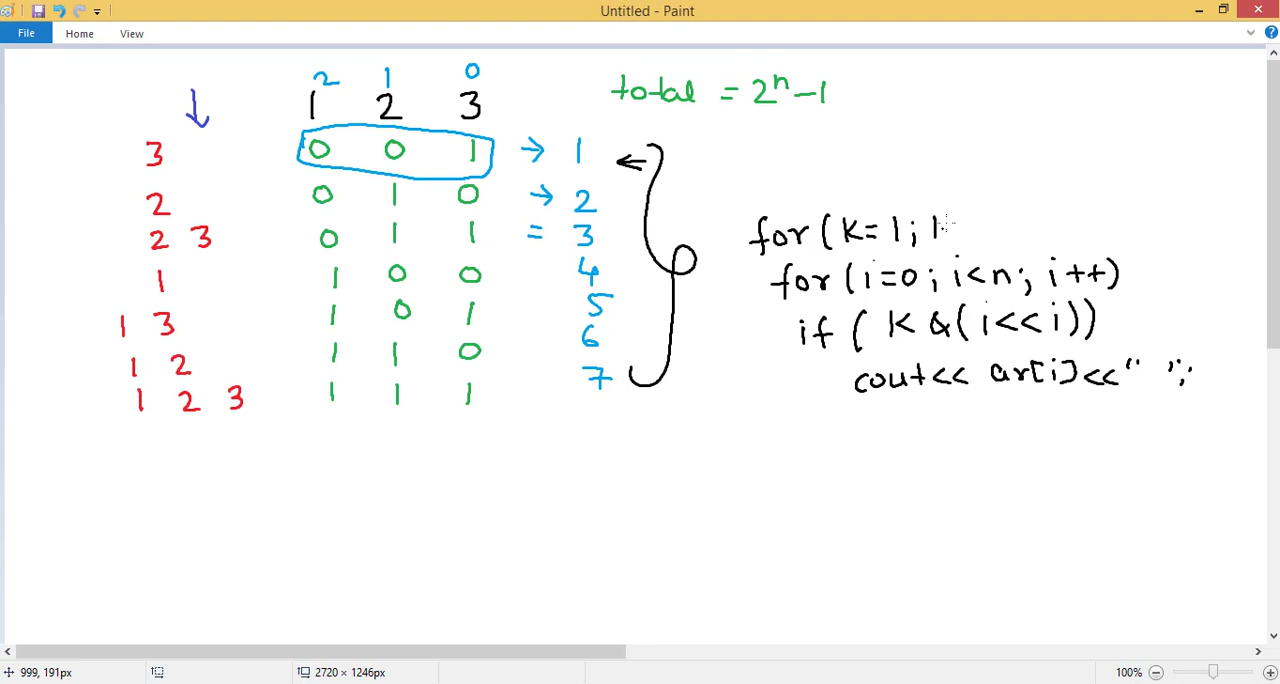 Untitled - Paint
File Home View
2 1 0
1 2 3
total = 2ⁿ-1
3 0 0 1 → 1
2 0 1 0 → 2
2 3 0 1 1 = 3
1 1 0 0 4
1 3 1 0 1 5
1 2 1 1 0 6
1 2 3 1 1 1 7
for ( K= 1 ; 1
for (i=0 ; i<n ; i++)
if ( K &(i<<i))
cout<< ar[i]<<" ";
999, 191px 2720 × 1246px 100%